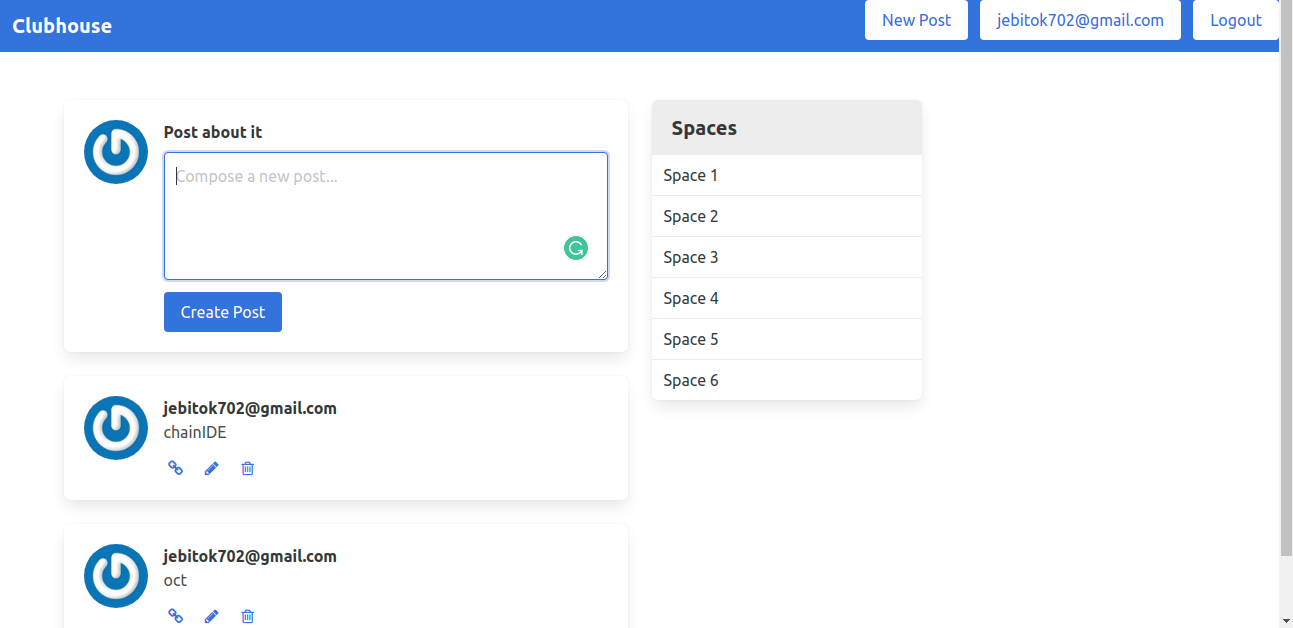 Clubhouse
New Post
jebitok702@gmail.com
Logout
Post about it
Compose a new post...
Create Post
jebitok702@gmail.com
chainIDE
jebitok702@gmail.com
oct
Spaces
Space 1
Space 2
Space 3
Space 4
Space 5
Space 6